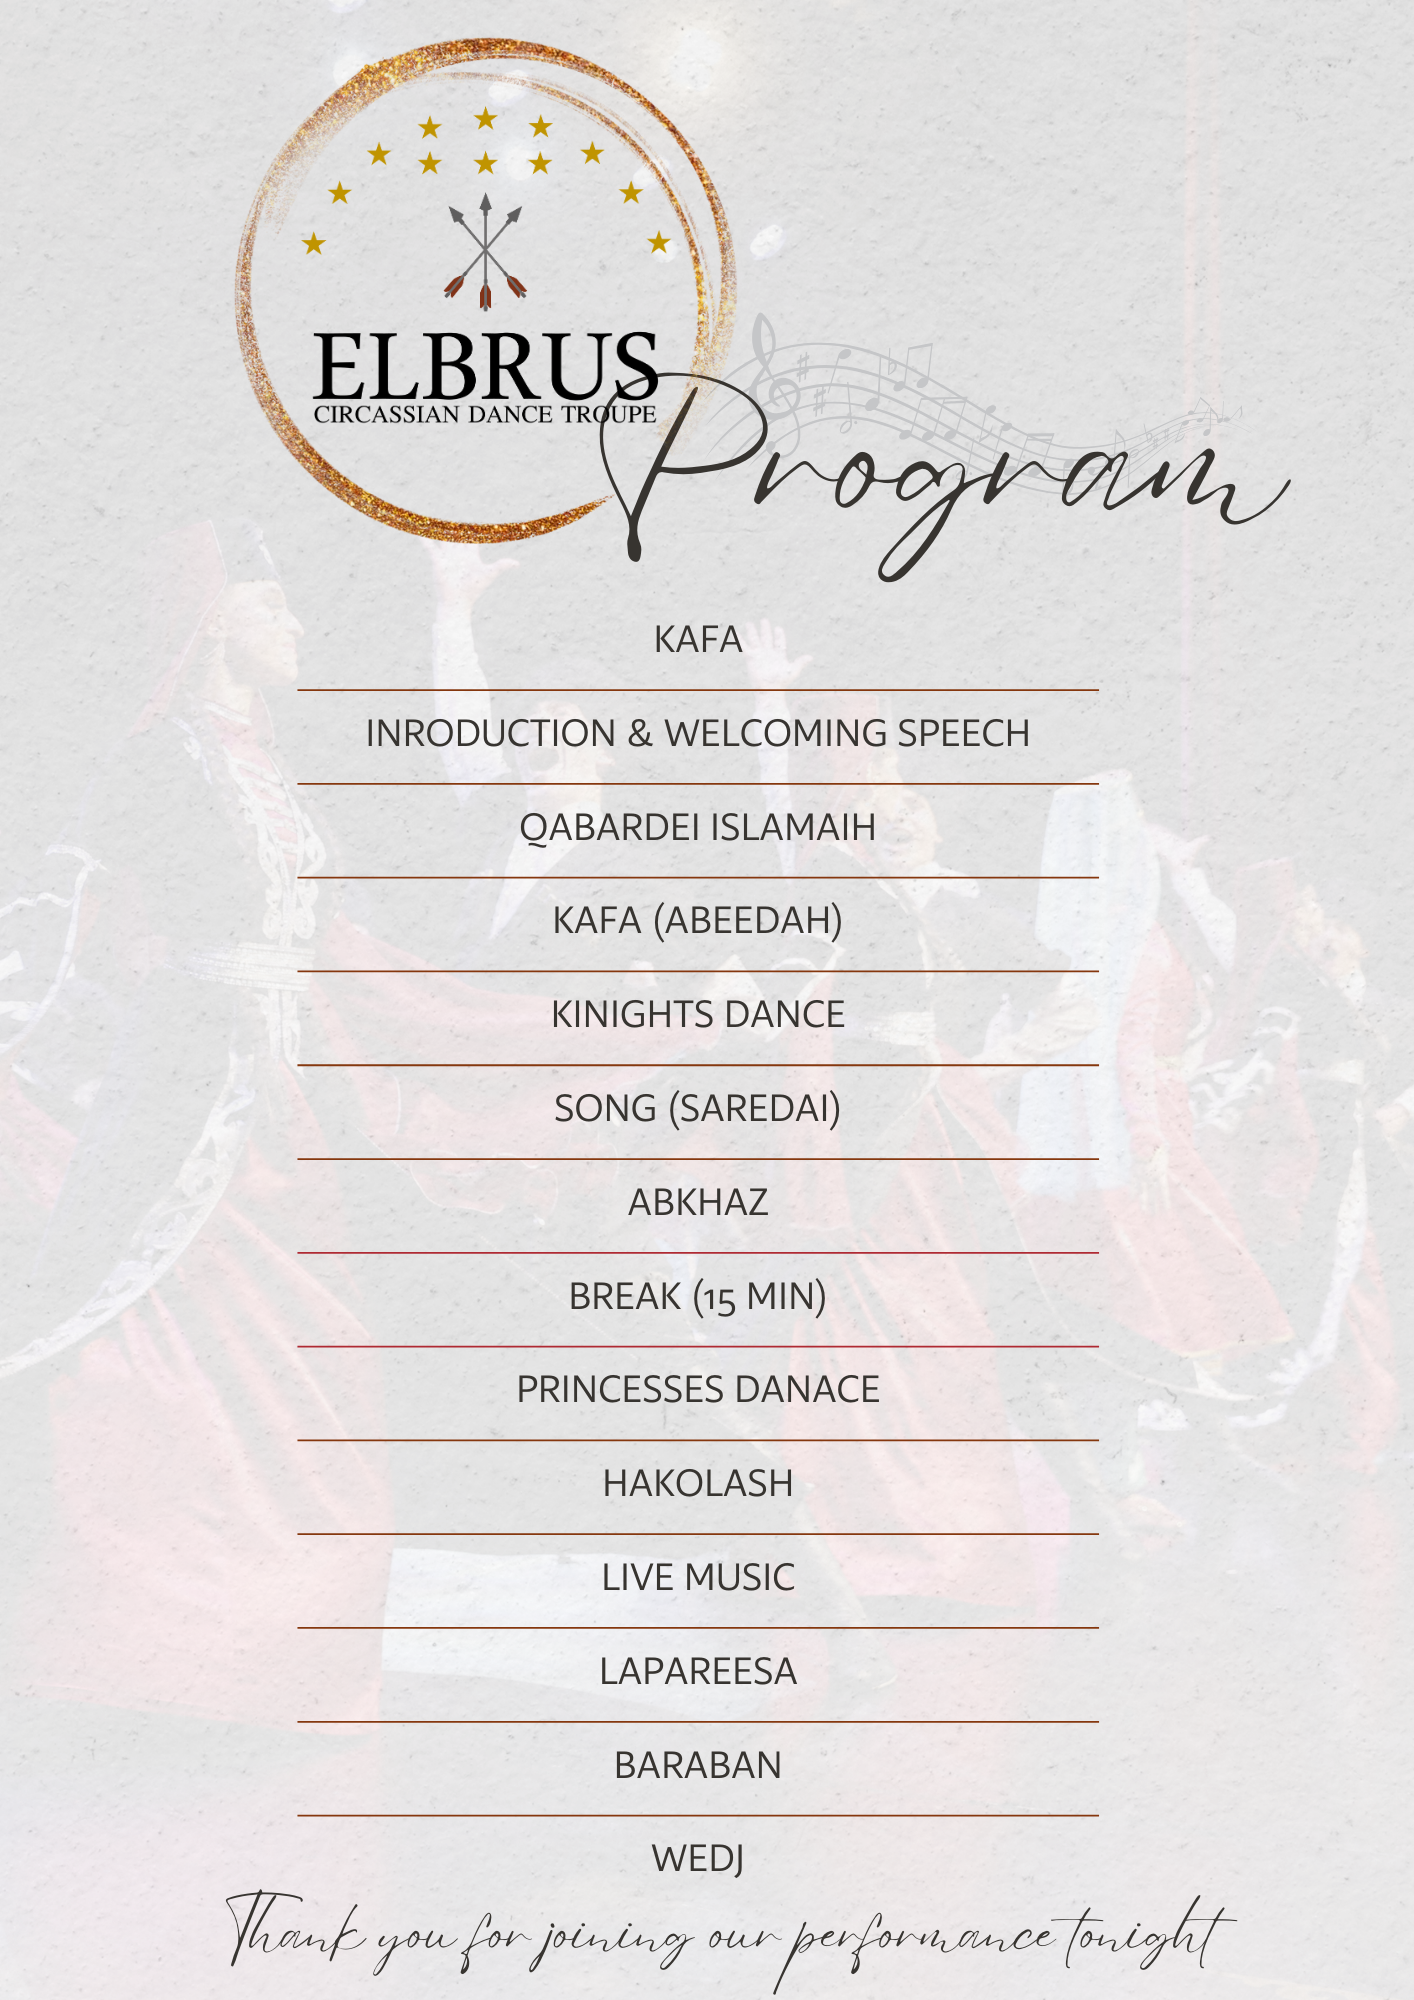 ELBRUS
CIRCASSIAN DANCE TROUPE
Program
KAFA
INRODUCTION & WELCOMING SPEECH
QABARDEI ISLAMAIH
KAFA (ABEEDAH)
KINIGHTS DANCE
SONG (SAREDAI)
ABKHAZ
BREAK (15 MIN)
PRINCESSES DANACE
HAKOLASH
LIVE MUSIC
LAPAREESA
BARABAN
WEDJ
Thank you for joining our performance tonight